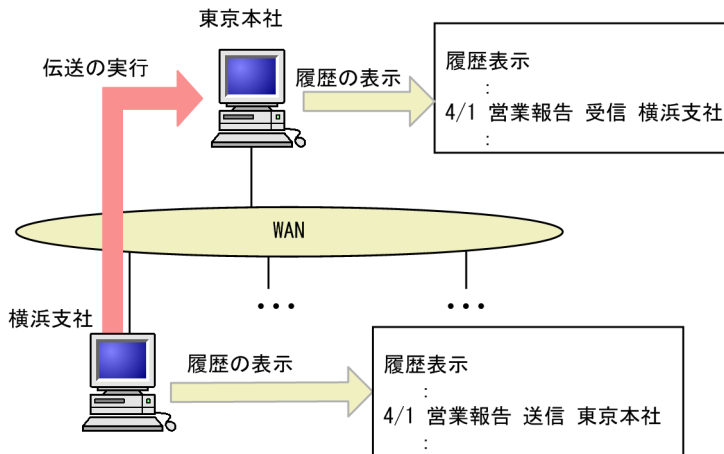 東京本社
伝送の実行
履歴の表示
履歴表示
:
4/1 営業報告 受信 横浜支社
:
WAN
•••
•••
横浜支社
履歴の表示
履歴表示
:
4/1 営業報告 送信 東京本社
: